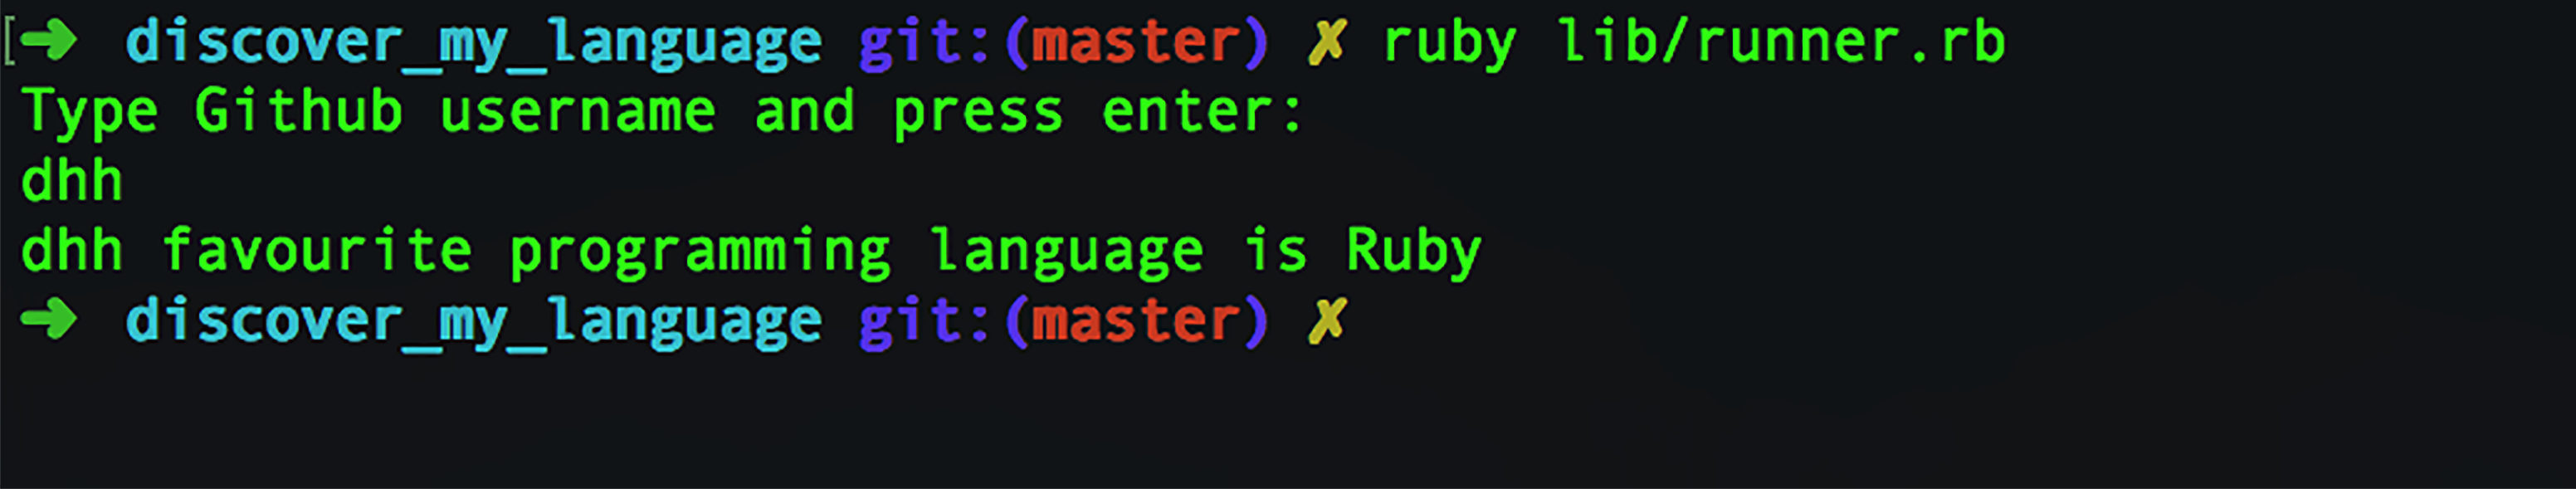 [➜ discover_my_language git:(master) ✗ ruby lib/runner.rb
Type Github username and press enter:
dhh
dhh favourite programming language is Ruby
➜ discover_my_language git:(master) ✗